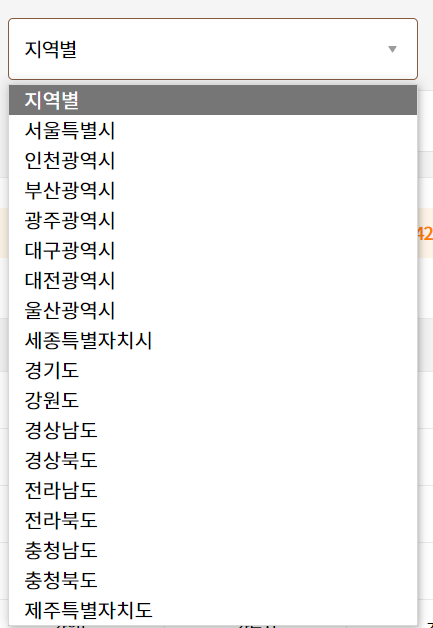 지역별
지역별
서울특별시
인천광역시
부산광역시
광주광역시
42
대구광역시
대전광역시
울산광역시
세종특별자치시
경기도
강원도
경상남도
경상북도
전라남도
전라북도
충청남도
충청북도
제주특별자치도